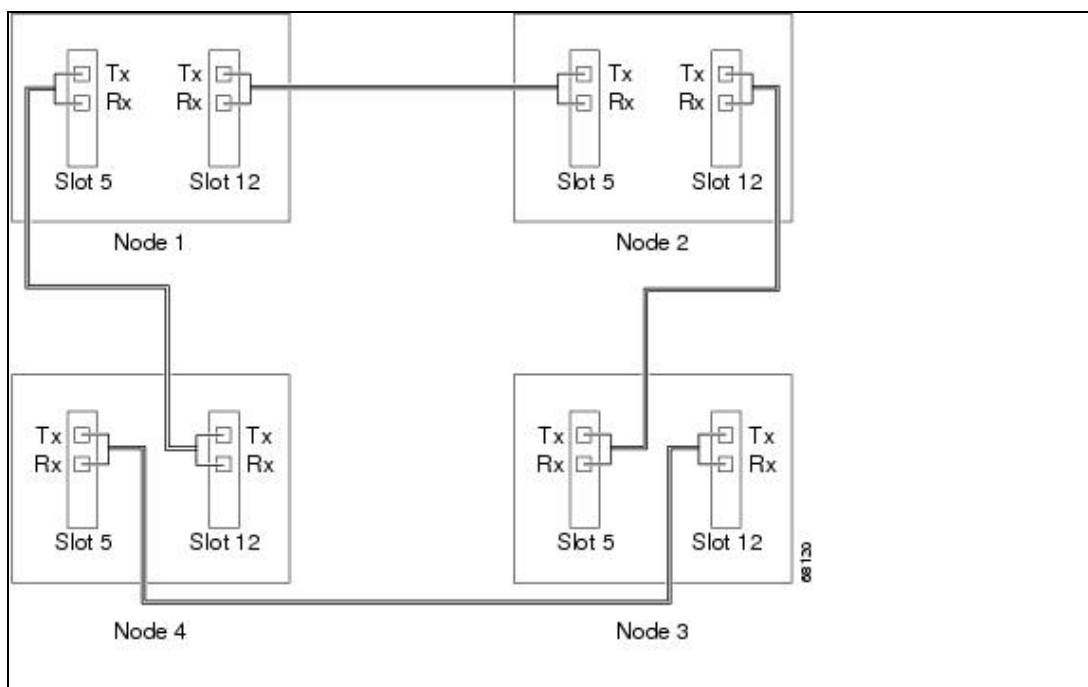 Tx Tx Tx Tx
Rx Rx Rx Rx
Slot 5 Slot 12 Slot 5 Slot 12
Node 1 Node 2
Tx Tx Tx Tx
Rx Rx Rx Rx
Slot 5 Slot 12 Slot 5 Slot 12
68120
Node 4 Node 3